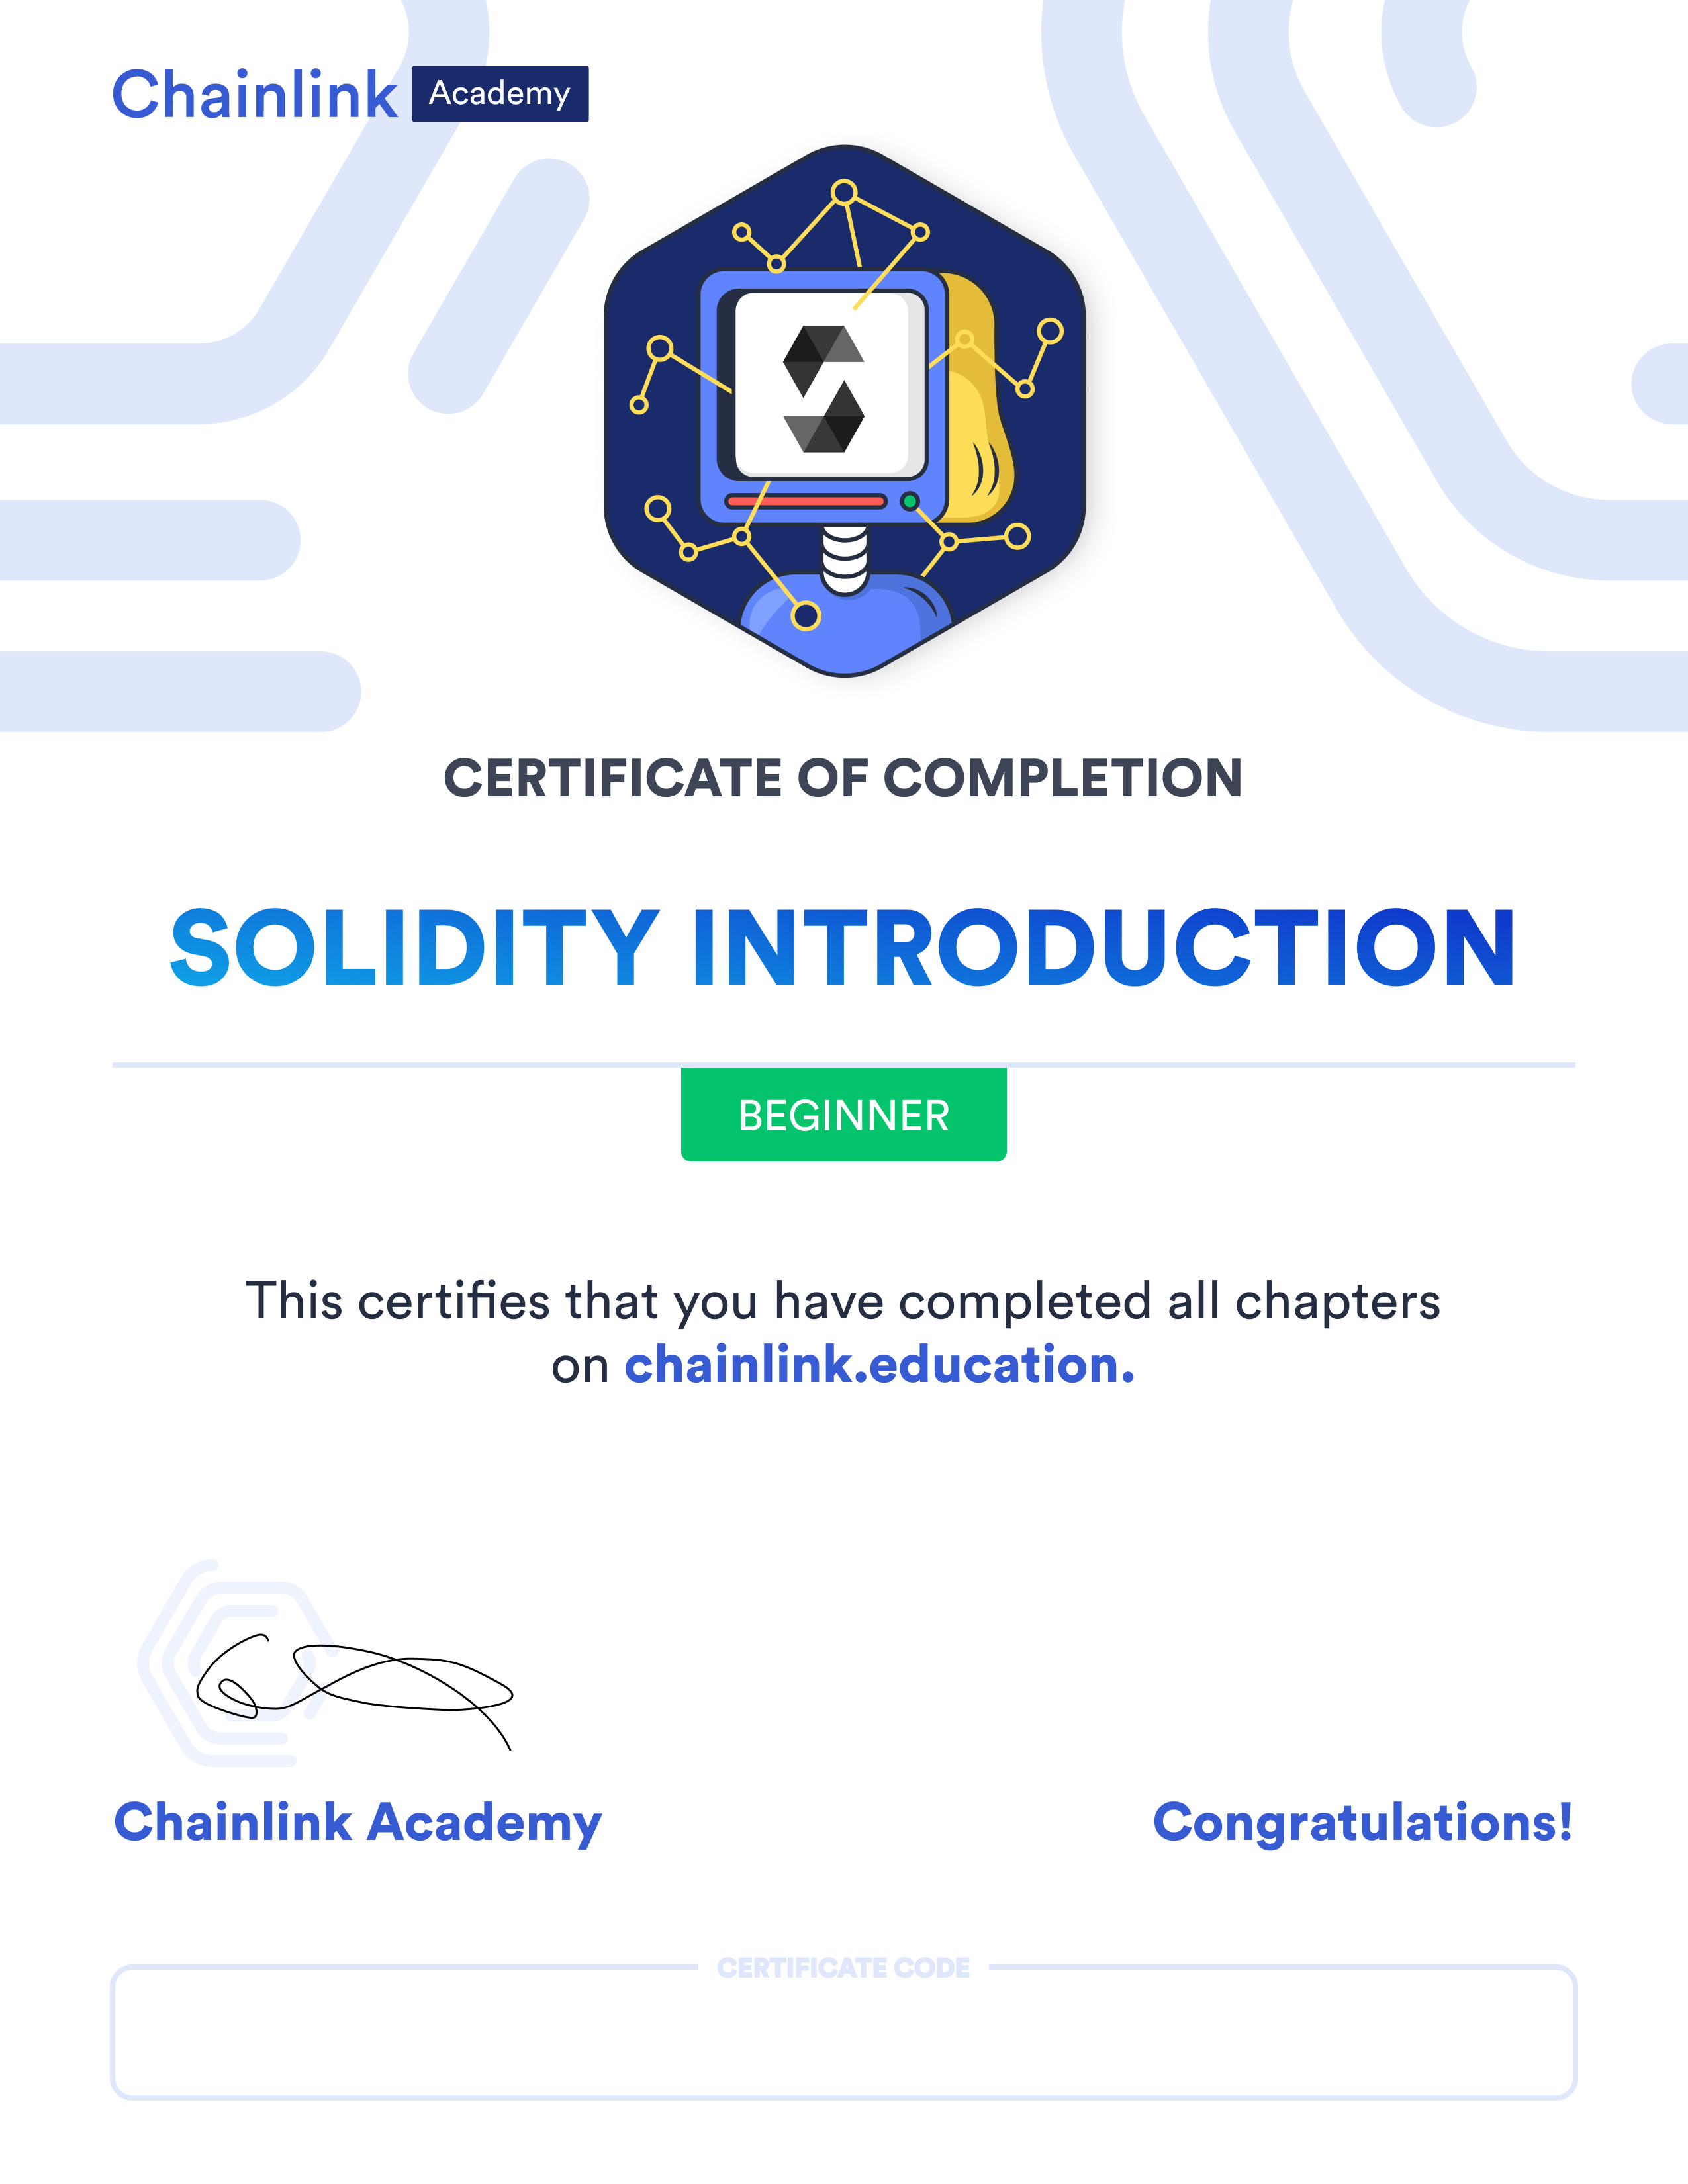 Chainlink Academy
CERTIFICATE OF COMPLETION
SOLIDITY INTRODUCTION
BEGINNER
This certifies that you have completed all chapters
on chainlink.education.
Chainlink Academy
Congratulations!
CERTIFICATE CODE